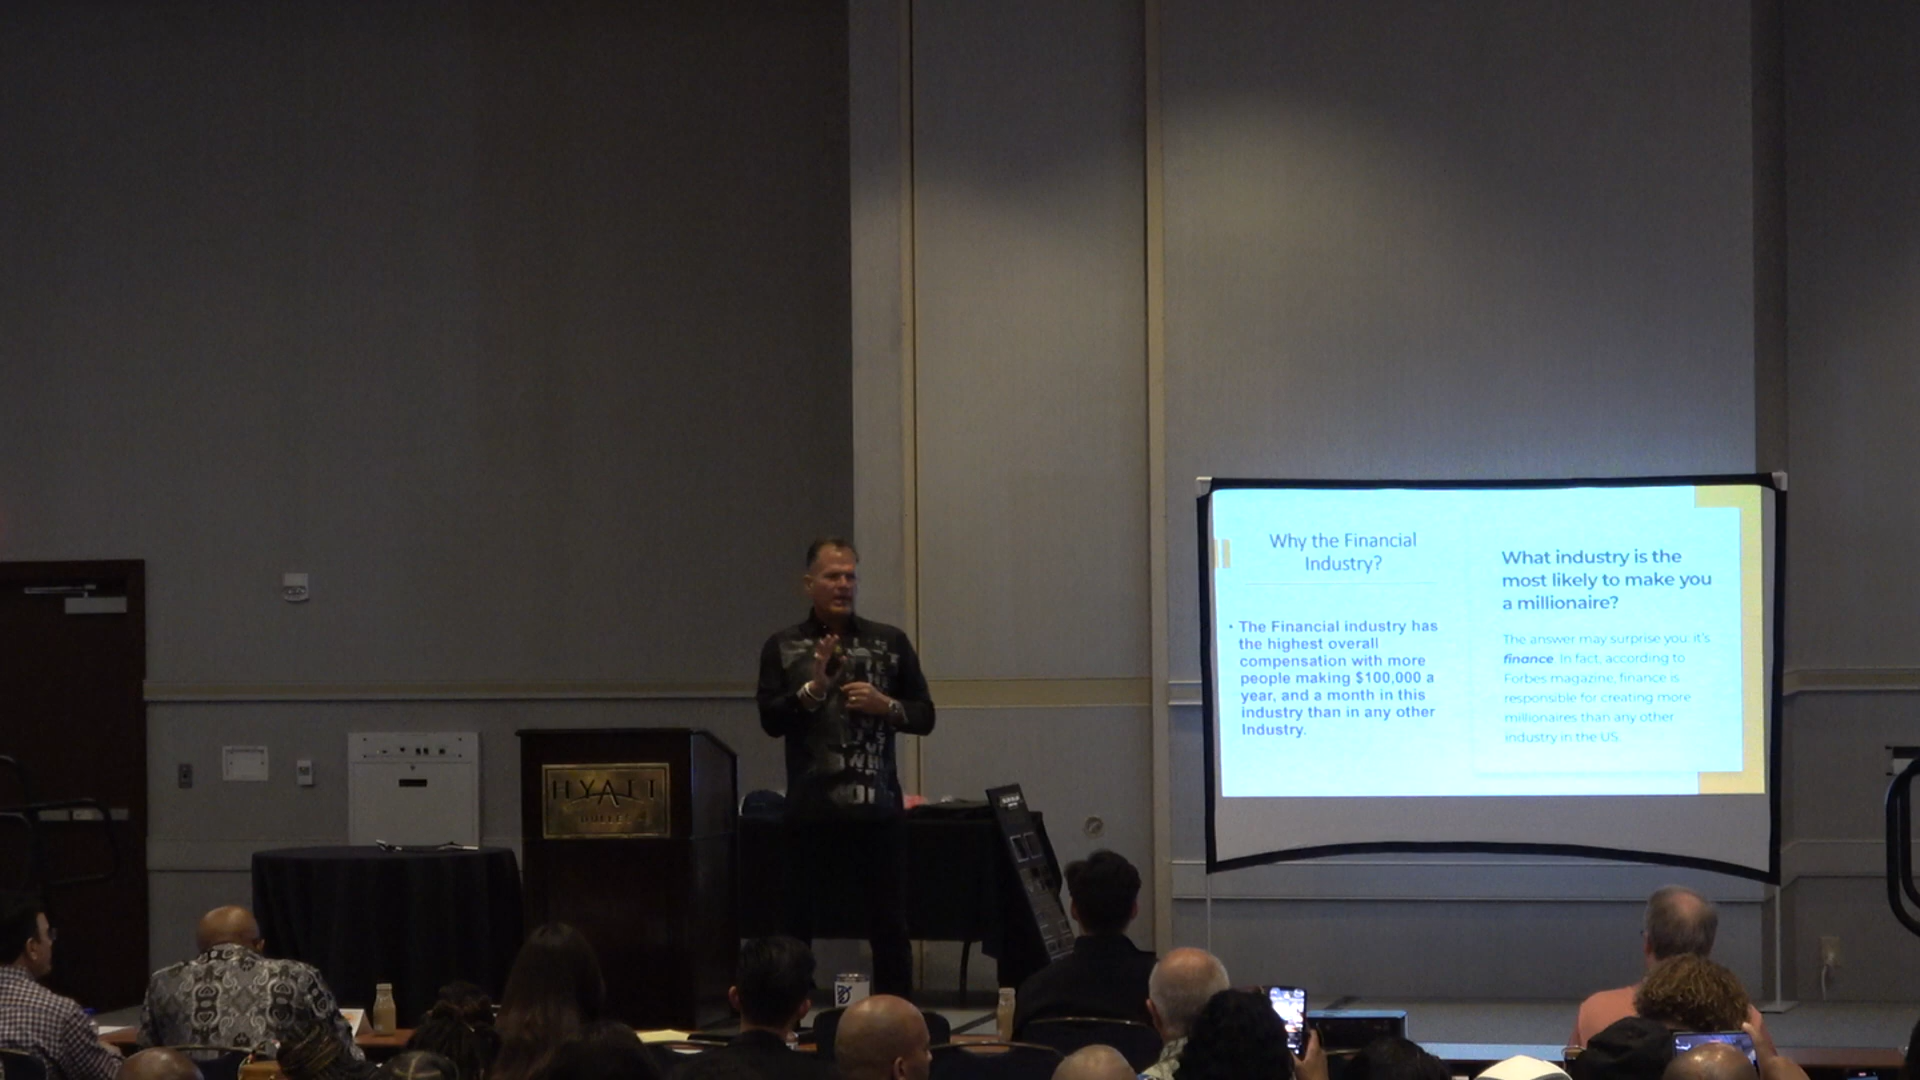 Why the Financial
Industry?
• The Financial industry has
the highest overall
compensation with more
people making $100,000 a
year, and a month in this
industry than in any other
Industry.
What industry is the
most likely to make you
a millionaire?
The answer may surprise you: it's
finance. In fact, according to
Forbes magazine, finance is
responsible for creating more
millionaires than any other
industry in the US.
HYATT
DULLES